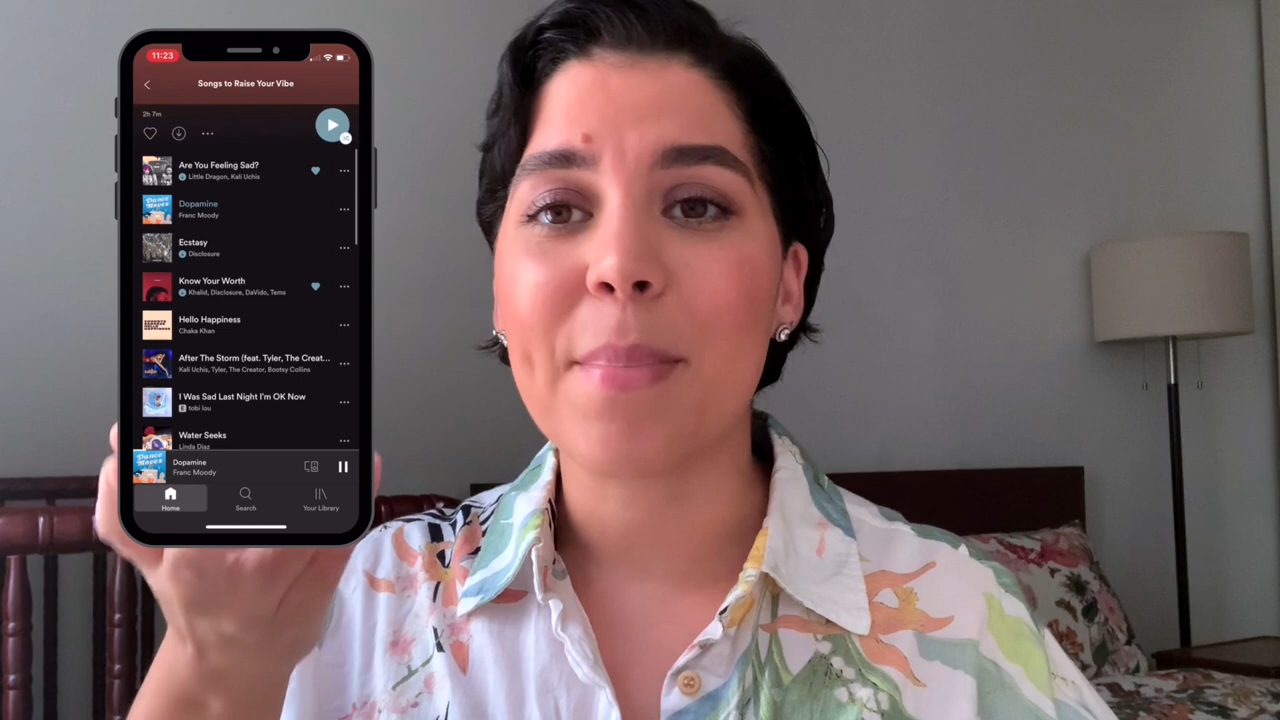 11:23
Songs to Raise Your Vibe
2h 7m
Are You Feeling Sad?
Little Dragon, Kali Uchis
Dopamine
Franc Moody
Ecstasy
Disclosure
Know Your Worth
Khalid, Disclosure, DaVido, Tems
Hello Happiness
Chaka Khan
After The Storm (feat. Tyler, The Creat...
Kali Uchis, Tyler, The Creator, Bootsy Collins
I Was Sad Last Night I'm OK Now
E tobi lou
Water Seeks
Linda Diaz
Dopamine
Franc Moody
Home
Search
Your Library